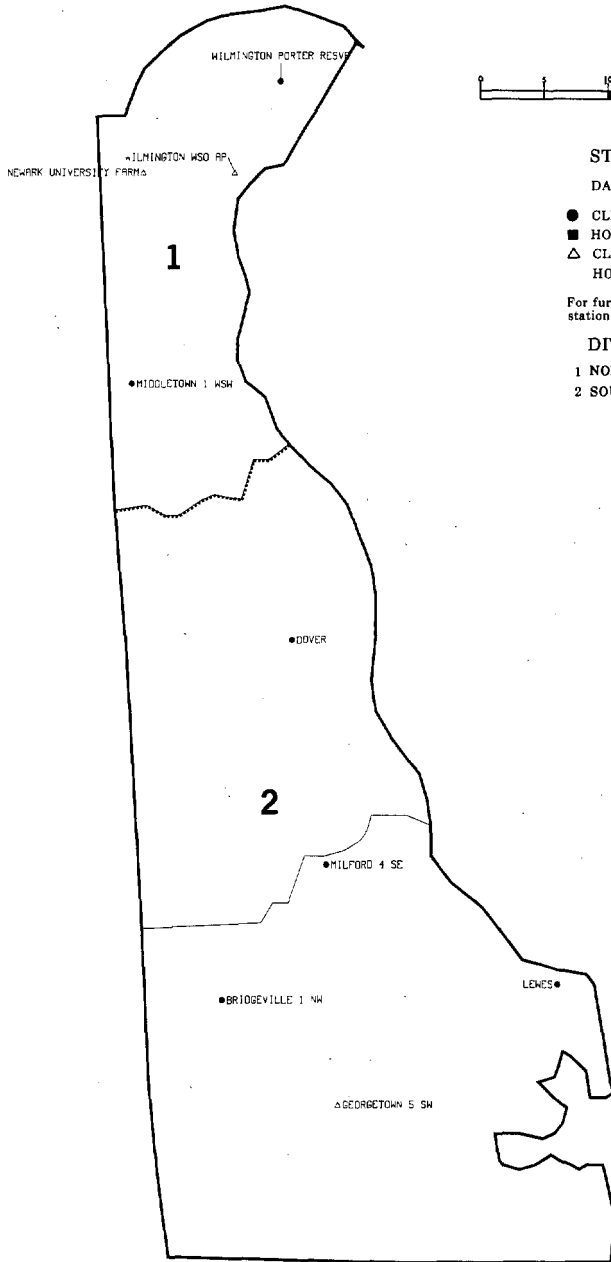 WILMINGTON PORTER RESVR
0 5 10
WILMINGTON WSO AP
NEWARK UNIVERSITY FARM
ST
DA
CL
HO
CL
HO
1
For fur
station
DI
1 NO
2 SOU
MIDDLETOWN 1 WSW
DOVER
2
MILFORD 4 SE
LEWES
BRIDGEVILLE 1 NW
GEORGETOWN 5 SW